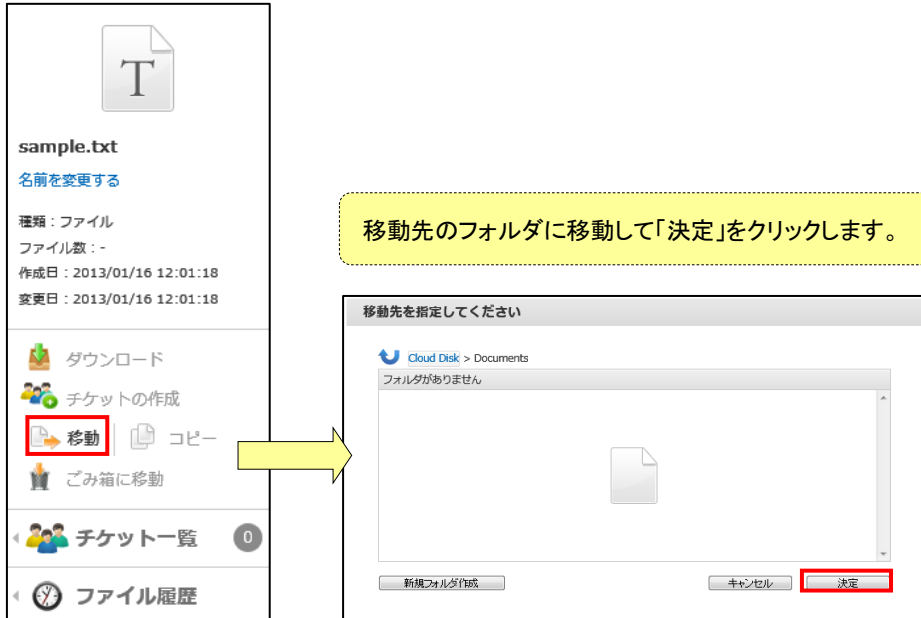 T
sample.txt
名前を変更する
種類：ファイル
ファイル数：-
作成日：2013/01/16 12:01:18
変更日：2013/01/16 12:01:18
ダウンロード
チケットの作成
移動 コピー
ごみ箱に移動
チケット一覧 0
ファイル履歴
移動先のフォルダに移動して「決定」をクリックします。
移動先を指定してください
Cloud Disk > Documents
フォルダがありません
新規フォルダ作成 キャンセル 決定